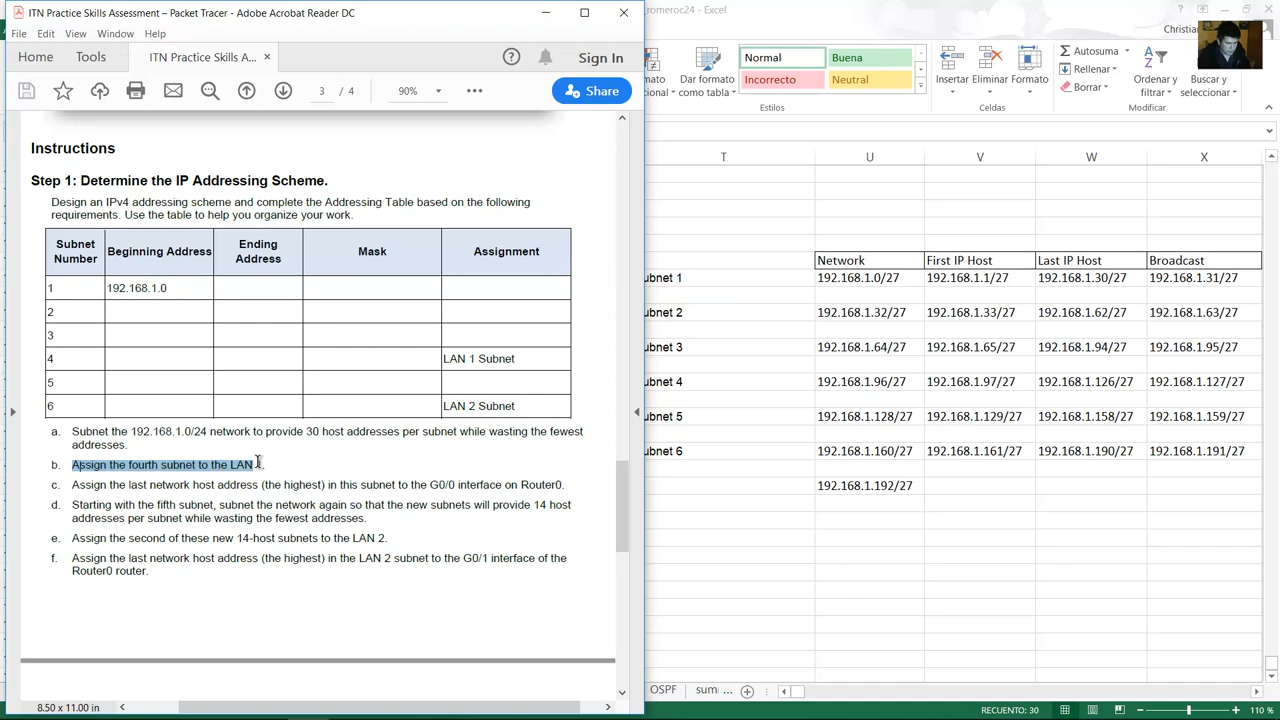 ITN Practice Skills Assessment – Packet Tracer - Adobe Acrobat Reader DC
File Edit View Window Help
Home Tools ITN Practice Skills A... × Sign In
3 / 4 90% Share
Instructions
Step 1: Determine the IP Addressing Scheme.
Design an IPv4 addressing scheme and complete the Addressing Table based on the following
requirements. Use the table to help you organize your work.
Subnet Number Beginning Address Ending Address Mask Assignment
1 192.168.1.0
2
3
4 LAN 1 Subnet
5
6 LAN 2 Subnet
a. Subnet the 192.168.1.0/24 network to provide 30 host addresses per subnet while wasting the fewest
addresses.
b. Assign the fourth subnet to the LAN
c. Assign the last network host address (the highest) in this subnet to the G0/0 interface on Router0.
d. Starting with the fifth subnet, subnet the network again so that the new subnets will provide 14 host
addresses per subnet while wasting the fewest addresses.
e. Assign the second of these new 14-host subnets to the LAN 2.
f. Assign the last network host address (the highest) in the LAN 2 subnet to the G0/1 interface of the
Router0 router.
8.50 x 11.00 in
_romeroc24 - Excel
Christian
mato
cional Dar formato
como tabla
Normal Buena
Incorrecto Neutral
Estilos
Insertar Eliminar Formato
Celdas
Autosuma
Rellenar
Borrar
Ordenar y
filtrar
Buscar y
seleccionar
Modificar
T U V W X
Network First IP Host Last IP Host Broadcast
ubnet 1 192.168.1.0/27 192.168.1.1/27 192.168.1.30/27 192.168.1.31/27
ubnet 2 192.168.1.32/27 192.168.1.33/27 192.168.1.62/27 192.168.1.63/27
ubnet 3 192.168.1.64/27 192.168.1.65/27 192.168.1.94/27 192.168.1.95/27
ubnet 4 192.168.1.96/27 192.168.1.97/27 192.168.1.126/27 192.168.1.127/27
ubnet 5 192.168.1.128/27 192.168.1.129/27 192.168.1.158/27 192.168.1.159/27
ubnet 6 192.168.1.160/27 192.168.1.161/27 192.168.1.190/27 192.168.1.191/27
192.168.1.192/27
OSPF sum ...
RECUENTO: 30 110 %